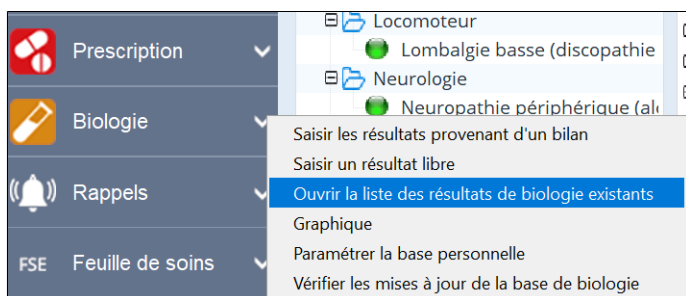 Prescription
Biologie
Rappels
FSE Feuille de soins
Locomoteur
Lombalgie basse (discopathie
Neurologie
Neuropathie périphérique (al
Saisir les résultats provenant d'un bilan
Saisir un résultat libre
Ouvrir la liste des résultats de biologie existants
Graphique
Paramétrer la base personnelle
Vérifier les mises à jour de la base de biologie